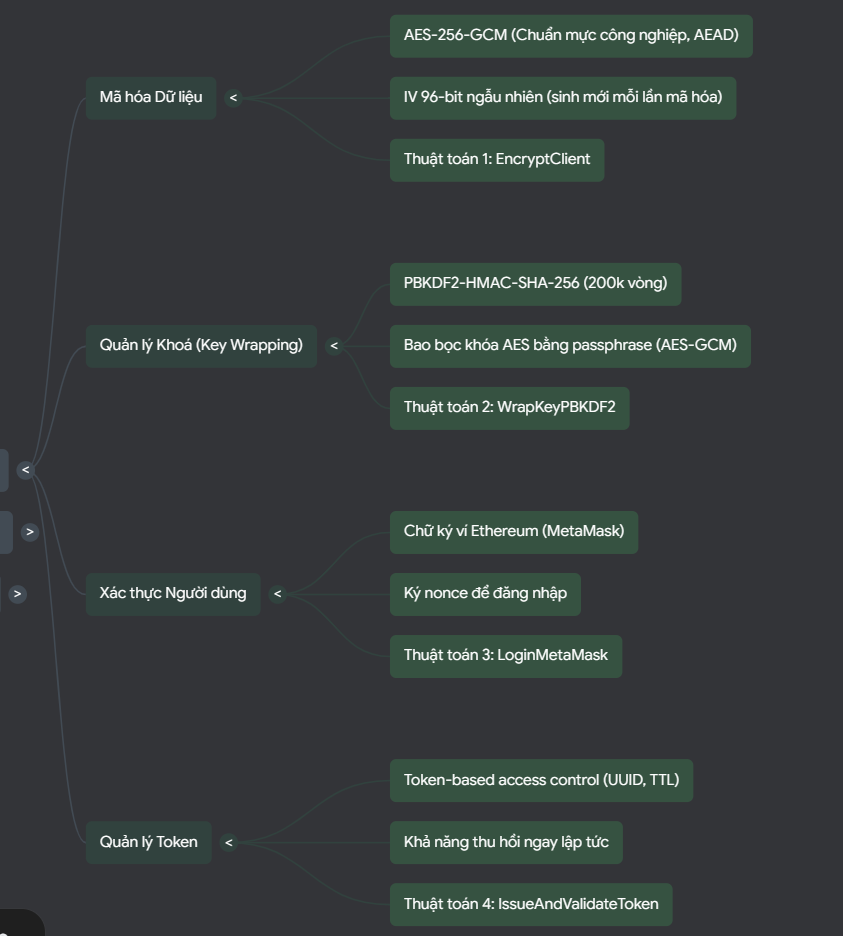 Mã hóa Dữ liệu
<
AES-256-GCM (Chuẩn mực công nghiệp, AEAD)
IV 96-bit ngẫu nhiên (sinh mới mỗi lần mã hóa)
Thuật toán 1: EncryptClient
Quản lý Khoá (Key Wrapping)
<
PBKDF2-HMAC-SHA-256 (200k vòng)
Bao bọc khóa AES bằng passphrase (AES-GCM)
Thuật toán 2: WrapKeyPBKDF2
<
>
>
Xác thực Người dùng
<
Chữ ký ví Ethereum (MetaMask)
Ký nonce để đăng nhập
Thuật toán 3: LoginMetaMask
Quản lý Token
<
Token-based access control (UUID, TTL)
Khả năng thu hồi ngay lập tức
Thuật toán 4: IssueAndValidateToken